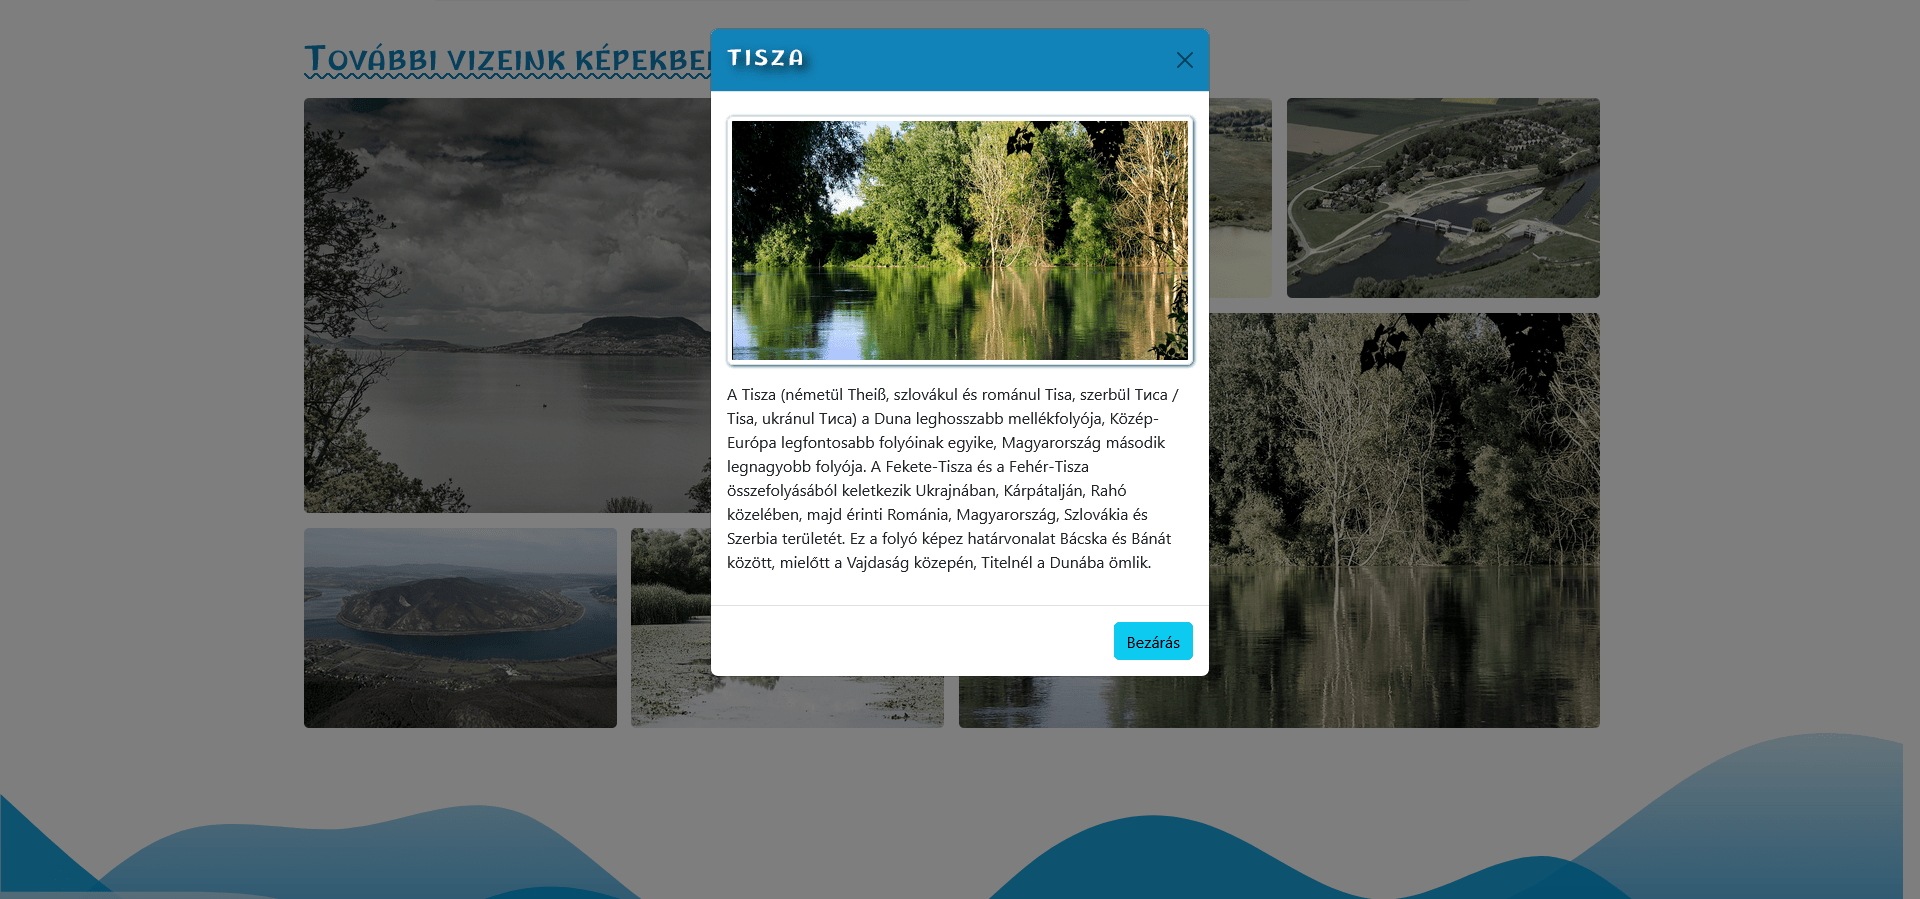 TOVÁBBI VIZEINK KÉPEKBEN
TISZA
A Tisza (németül Theiß, szlovákul és románul Tisa, szerbül Тиса /
Tisa, ukránul Тиса) a Duna leghosszabb mellékfolyója, Közép-
Európa legfontosabb folyóinak egyike, Magyarország második
legnagyobb folyója. A Fekete-Tisza és a Fehér-Tisza
összefolyásából keletkezik Ukrajnában, Kárpátalján, Rahó
közelében, majd érinti Románia, Magyarország, Szlovákia és
Szerbia területét. Ez a folyó képez határvonalat Bácska és Bánát
között, mielőtt a Vajdaság közepén, Titelnél a Dunába ömlik.
Bezárás